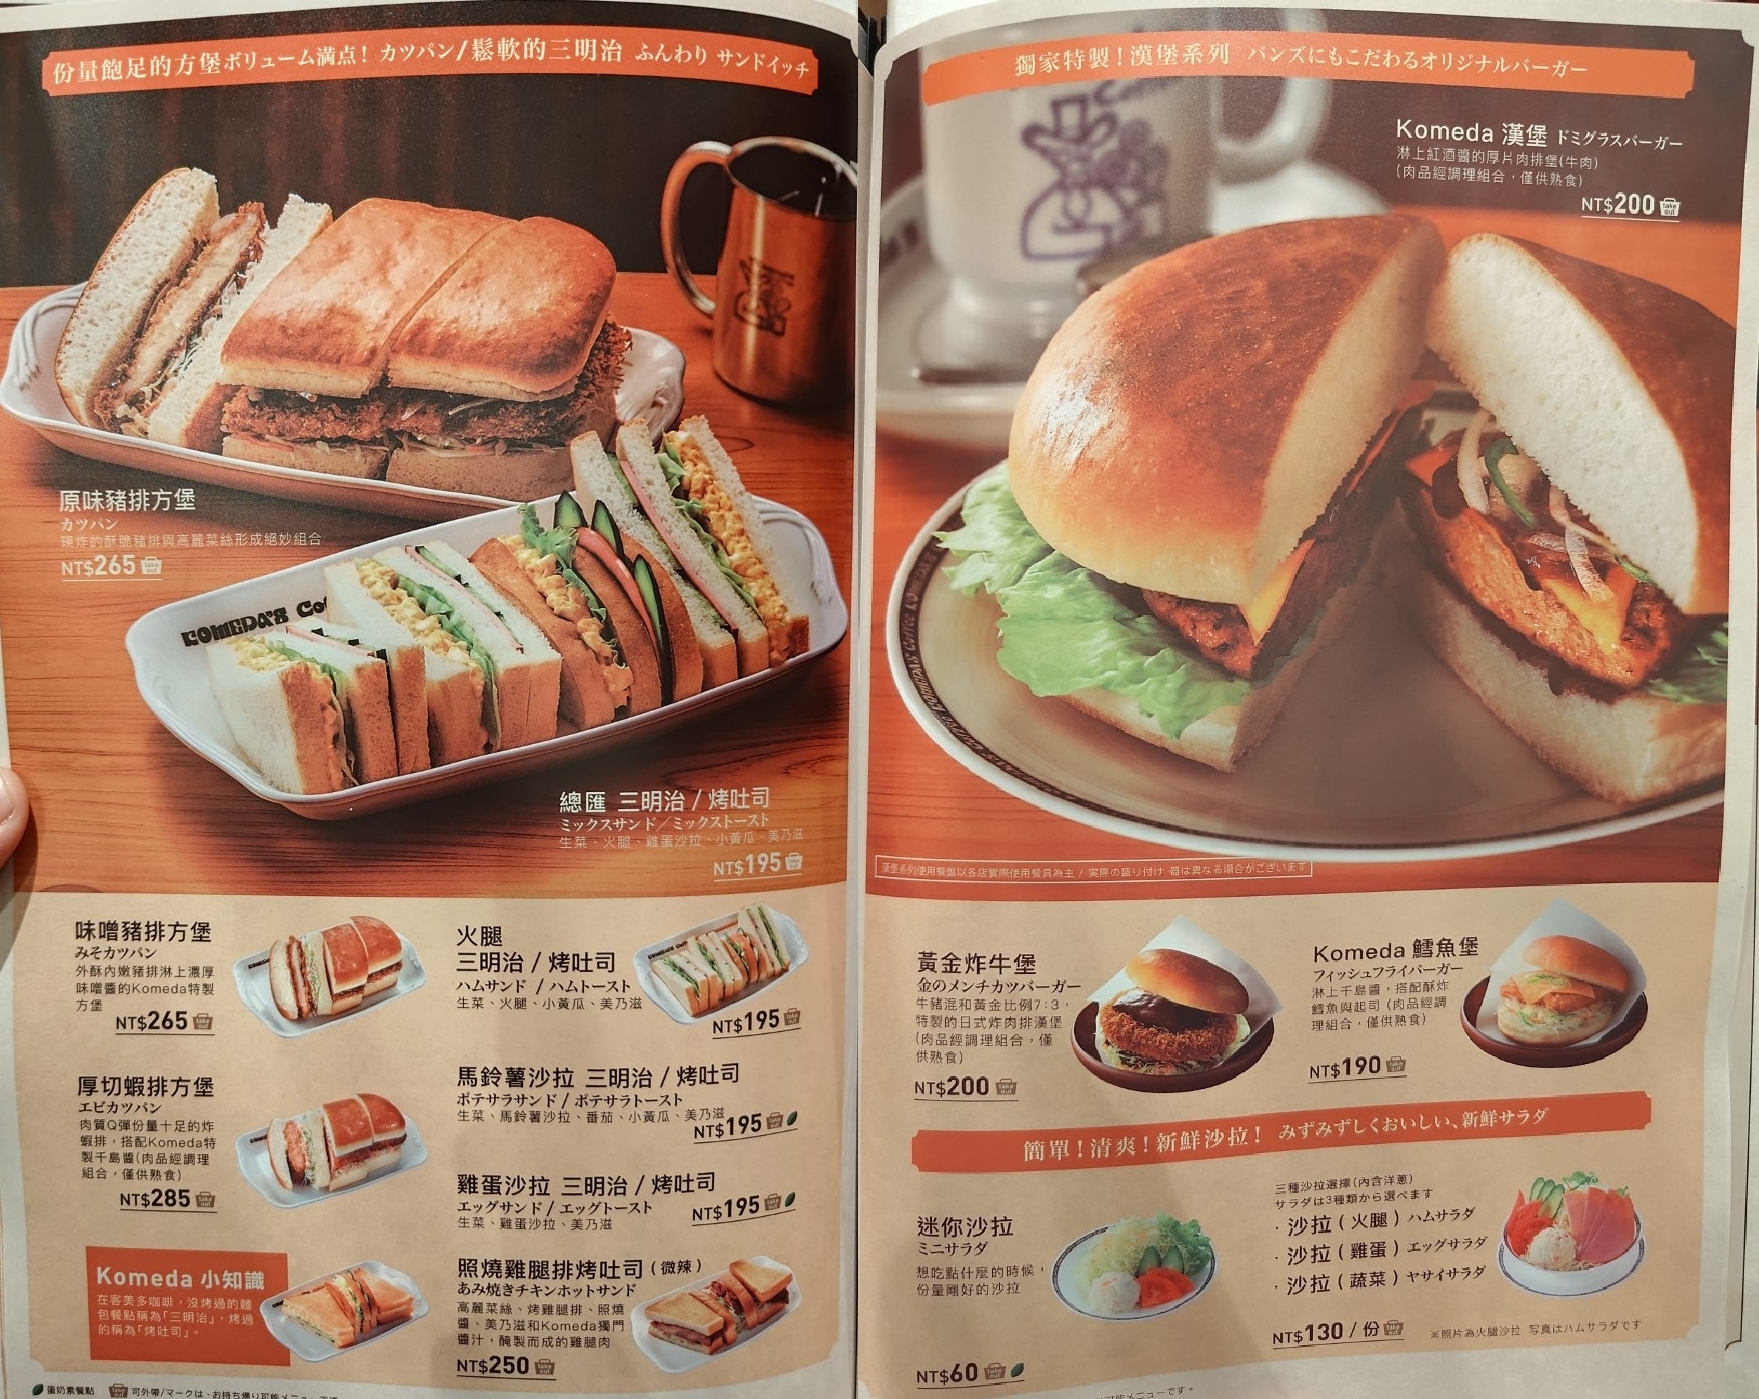 份量飽足的方堡ボリューム満点！カツパン/鬆軟的三明治 ふんわり サンドイッチ
原味豬排方堡
カツパン
現炸的酥脆豬排與高麗菜絲形成絕妙組合
NT$265 take out
KOMEDA'S Co
總匯 三明治 / 烤吐司
ミックスサンド／ミックストースト
生菜、火腿、雞蛋沙拉、小黃瓜、美乃滋
NT$195
味噌豬排方堡
みそカツパン
外酥內嫩豬排淋上濃厚
味噌醬的Komeda特製
方堡
NT$265
厚切蝦排方堡
エビカツパン
肉質Q彈份量十足的炸
蝦排，搭配Komeda特
製千島醬(肉品經調理
組合，僅供熟食)
NT$285
Komeda 小知識
在客美多咖啡，沒烤過的麵
包餐點稱為「三明治」，烤過
的稱為「烤吐司」。
火腿
三明治 / 烤吐司
ハムサンド / ハムトースト
生菜、火腿、小黃瓜、美乃滋
NT$195
馬鈴薯沙拉 三明治 / 烤吐司
ポテサラサンド / ポテサラトースト
生菜、馬鈴薯沙拉、番茄、小黃瓜、美乃滋
NT$195
雞蛋沙拉 三明治 / 烤吐司
エッグサンド / エッグトースト
生菜、雞蛋沙拉、美乃滋
NT$195
照燒雞腿排烤吐司 (微辣)
あみ焼きチキンホットサンド
高麗菜絲、烤雞腿排、照燒
醬、美乃滋和Komeda獨門
醬汁，醃製而成的雞腿肉
NT$250
蛋奶素餐點 可外帶/マークは、お持ち帰り可能メニューです
獨家特製！漢堡系列 バンズにもこだわるオリジナルバーガー
Komeda 漢堡 ドミグラスバーガー
淋上紅酒醬的厚片肉排堡(牛肉)
(肉品經調理組合，僅供熟食)
NT$200 take out
漢堡系列使用餐盤以各店實際使用餐具為主 / 実際の盛り付け・器は異なる場合がございます
黃金炸牛堡
金のメンチカツバーガー
牛豬混和黃金比例7:3，
特製的日式炸肉排漢堡
(肉品經調理組合，僅
供熟食)
NT$200
Komeda 鱈魚堡
フィッシュフライバーガー
淋上千島醬，搭配酥炸
鱈魚與起司 (肉品經調
理組合，僅供熟食)
NT$190
簡單！清爽！新鮮沙拉！ みずみずしくおいしい、新鮮サラダ
迷你沙拉
ミニサラダ
想吃點什麼的時候，
份量剛好的沙拉
NT$60
三種沙拉選擇(內含洋蔥)
サラダは3種類から選べます
・沙拉 ( 火腿 ) ハムサラダ
・沙拉 ( 雞蛋 ) エッグサラダ
・沙拉 ( 蔬菜 ) ヤサイサラダ
NT$130 / 份
※照片為火腿沙拉 写真はハムサラダです
可能メニューです。